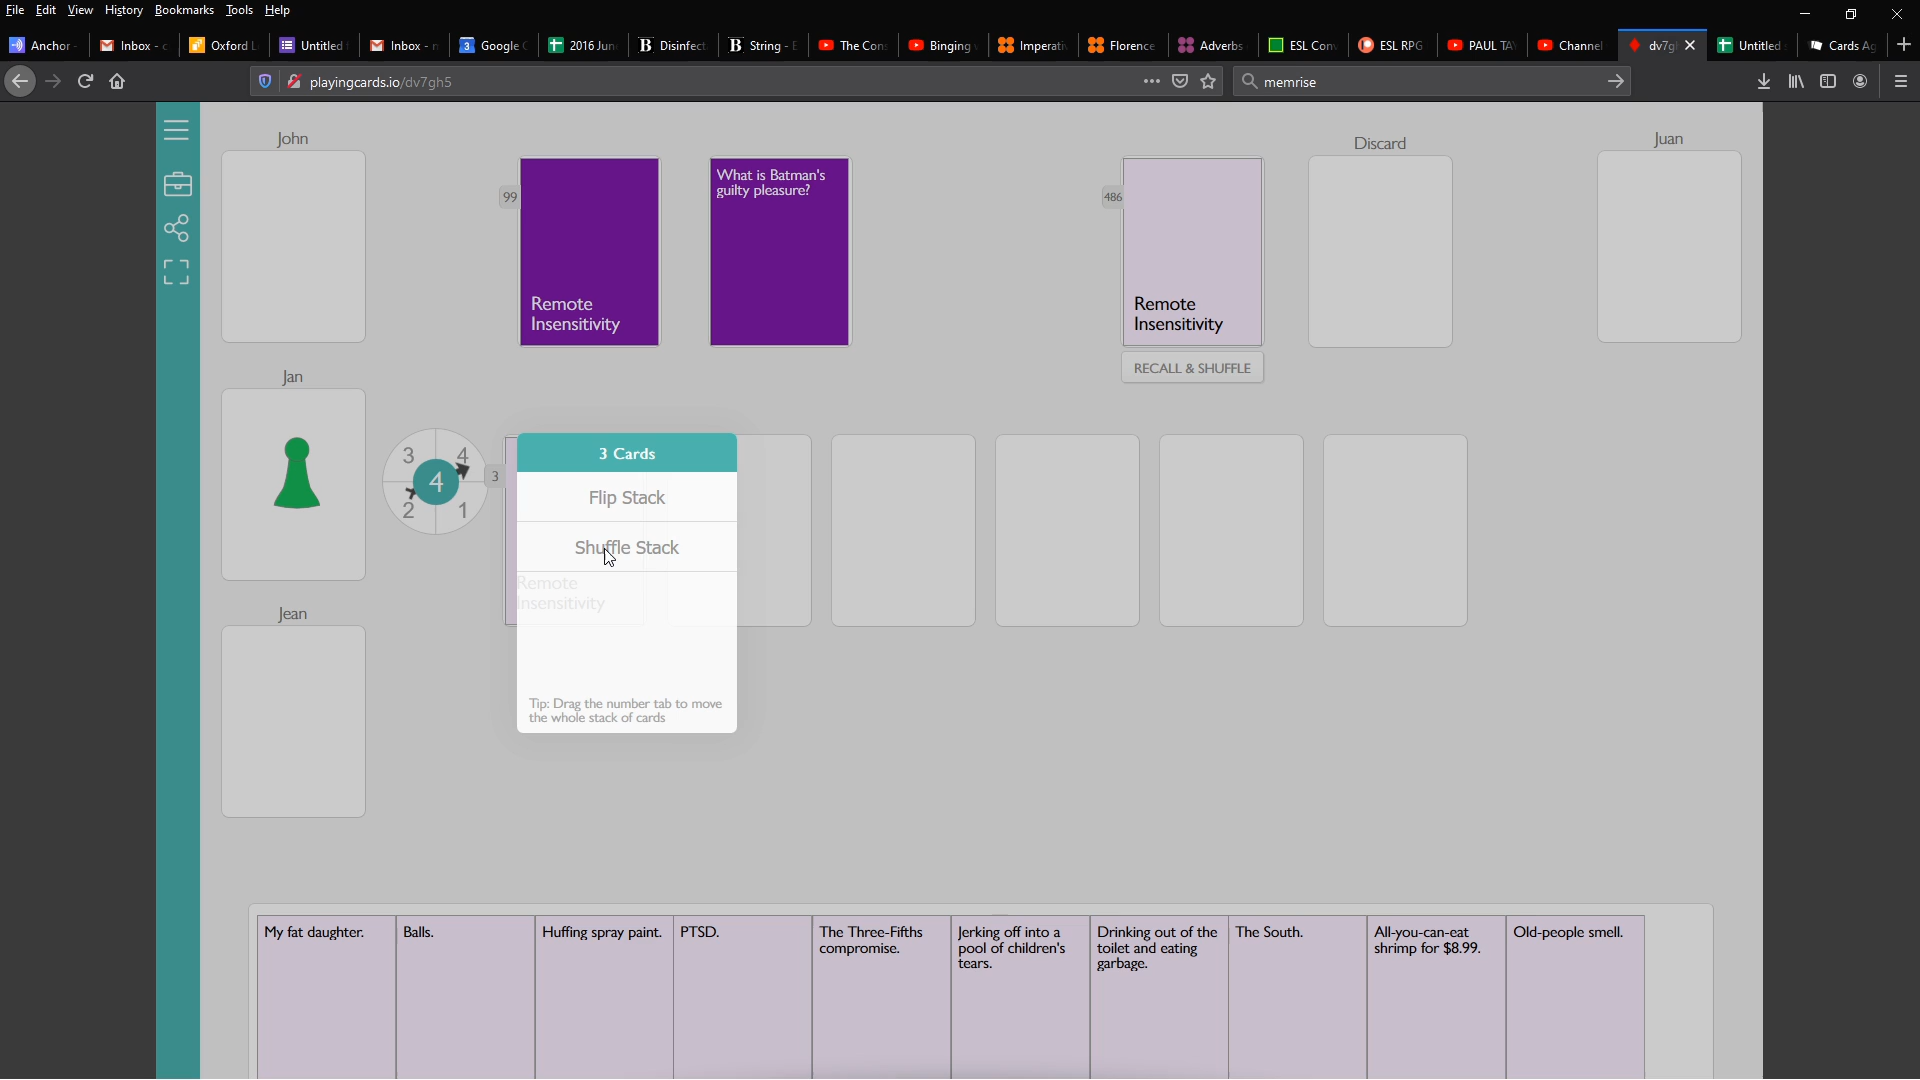 File Edit View History Bookmarks Tools Help
Anchor - Inbox - c Oxford L Untitled f Inbox - n Google C 2016 Jun Disinfect String - E The Con Binging Imperati Florence Adverbs ESL Con ESL RPG PAUL TA Channel dv7gh Untitled Cards Ag
playingcards.io/dv7gh5
memrise
John
Discard
Juan
99
What is Batman's
guilty pleasure?
486
Remote
Insensitivity
Remote
Insensitivity
RECALL & SHUFFLE
Jan
3 4
4
2 1
3
3 Cards
Flip Stack
Shuffle Stack
Remote
Insensitivity
Jean
Tip: Drag the number tab to move
the whole stack of cards
My fat daughter.
Balls.
Huffing spray paint.
PTSD.
The Three-Fifths
compromise.
Jerking off into a
pool of children's
tears.
Drinking out of the
toilet and eating
garbage.
The South.
All-you-can-eat
shrimp for $8.99.
Old-people smell.